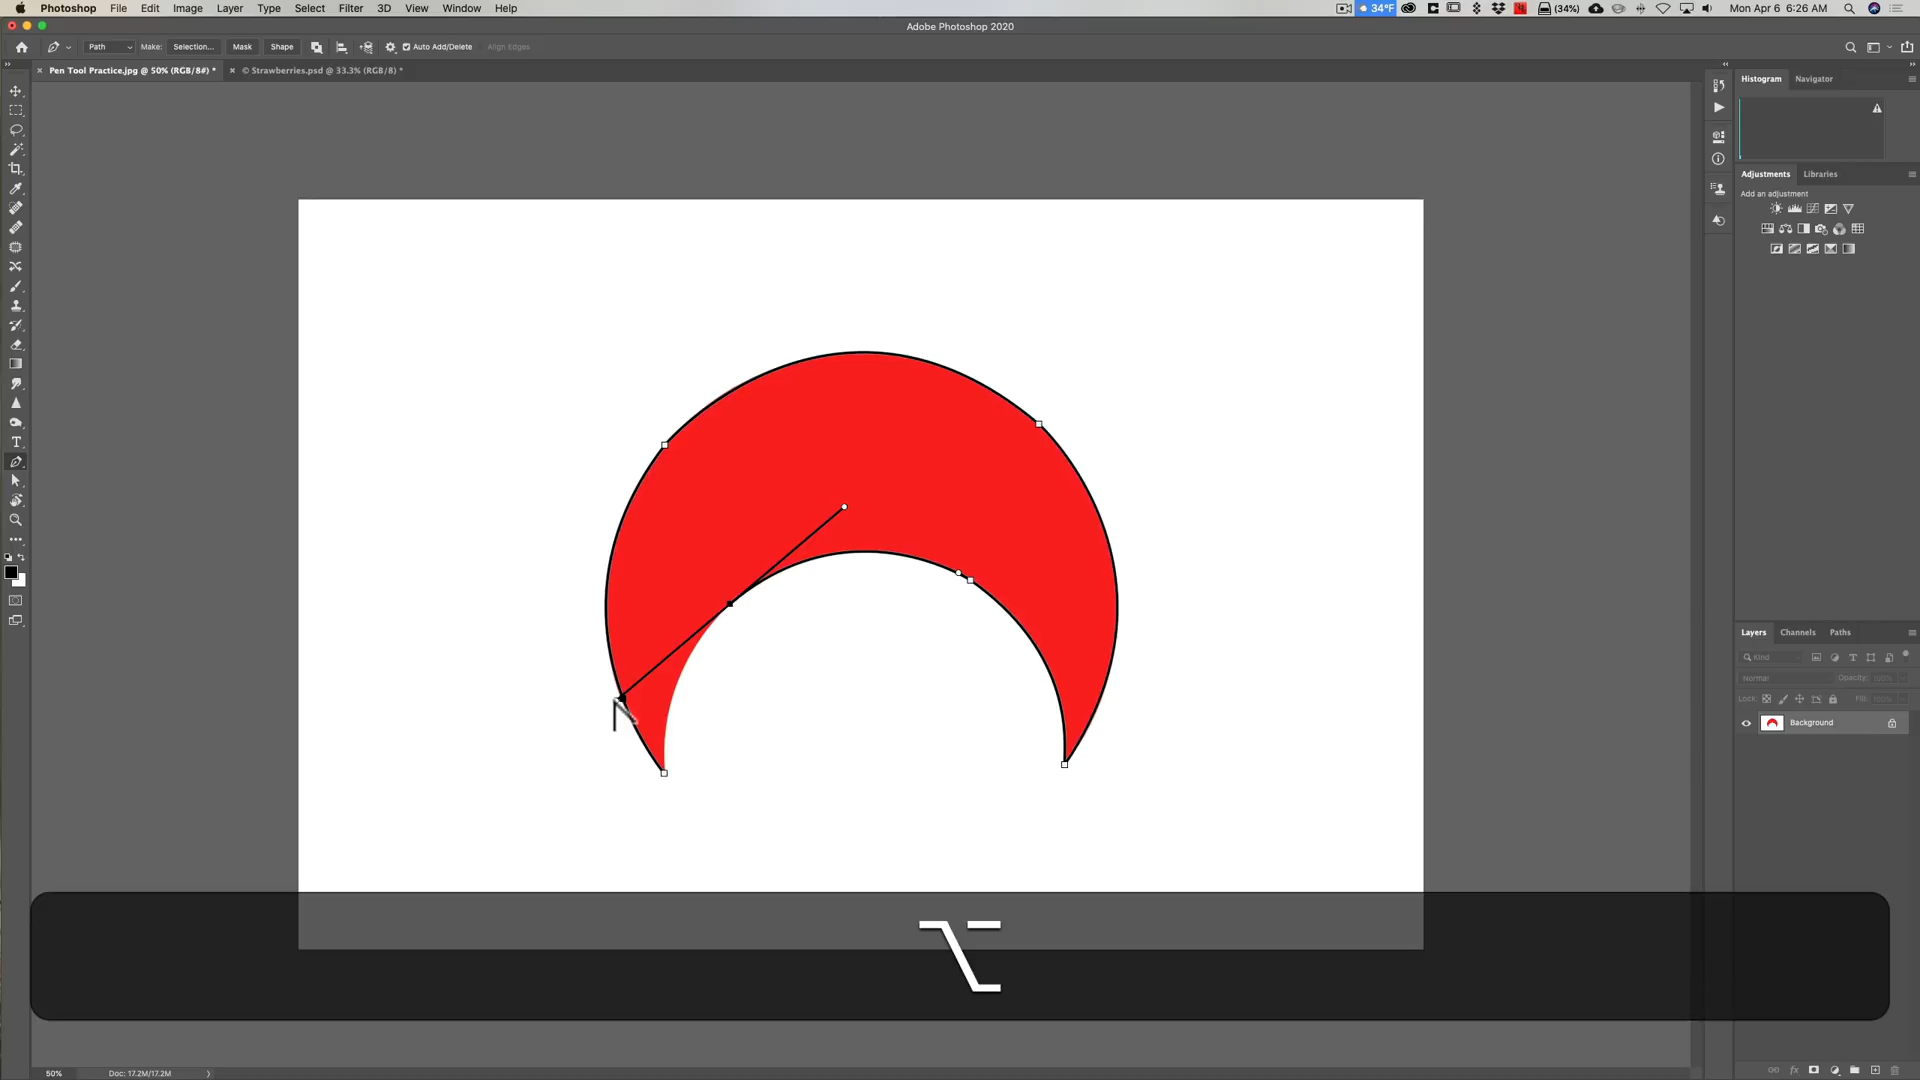 Photoshop File Edit Image Layer Type Select Filter 3D View Window Help 34°F (34%) Mon Apr 6 6:26 AM
Adobe Photoshop 2020
Path Make: Selection... Mask Shape Auto Add/Delete Align Edges
Pen Tool Practice.jpg @ 50% (RGB/8#) * © Strawberries.psd @ 33.3% (RGB/8) *
Histogram Navigator
Adjustments Libraries
Add an adjustment
Layers Channels Paths
Kind
Normal Opacity: 100%
Lock: Fill: 100%
Background
fx
50% Doc: 17.2M/17.2M